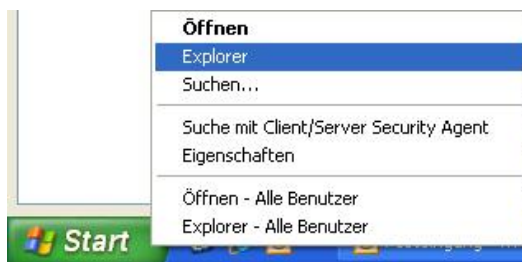 Öffnen
Explorer
Suchen...
Suche mit Client/Server Security Agent
Eigenschaften
Öffnen - Alle Benutzer
Explorer - Alle Benutzer
Start